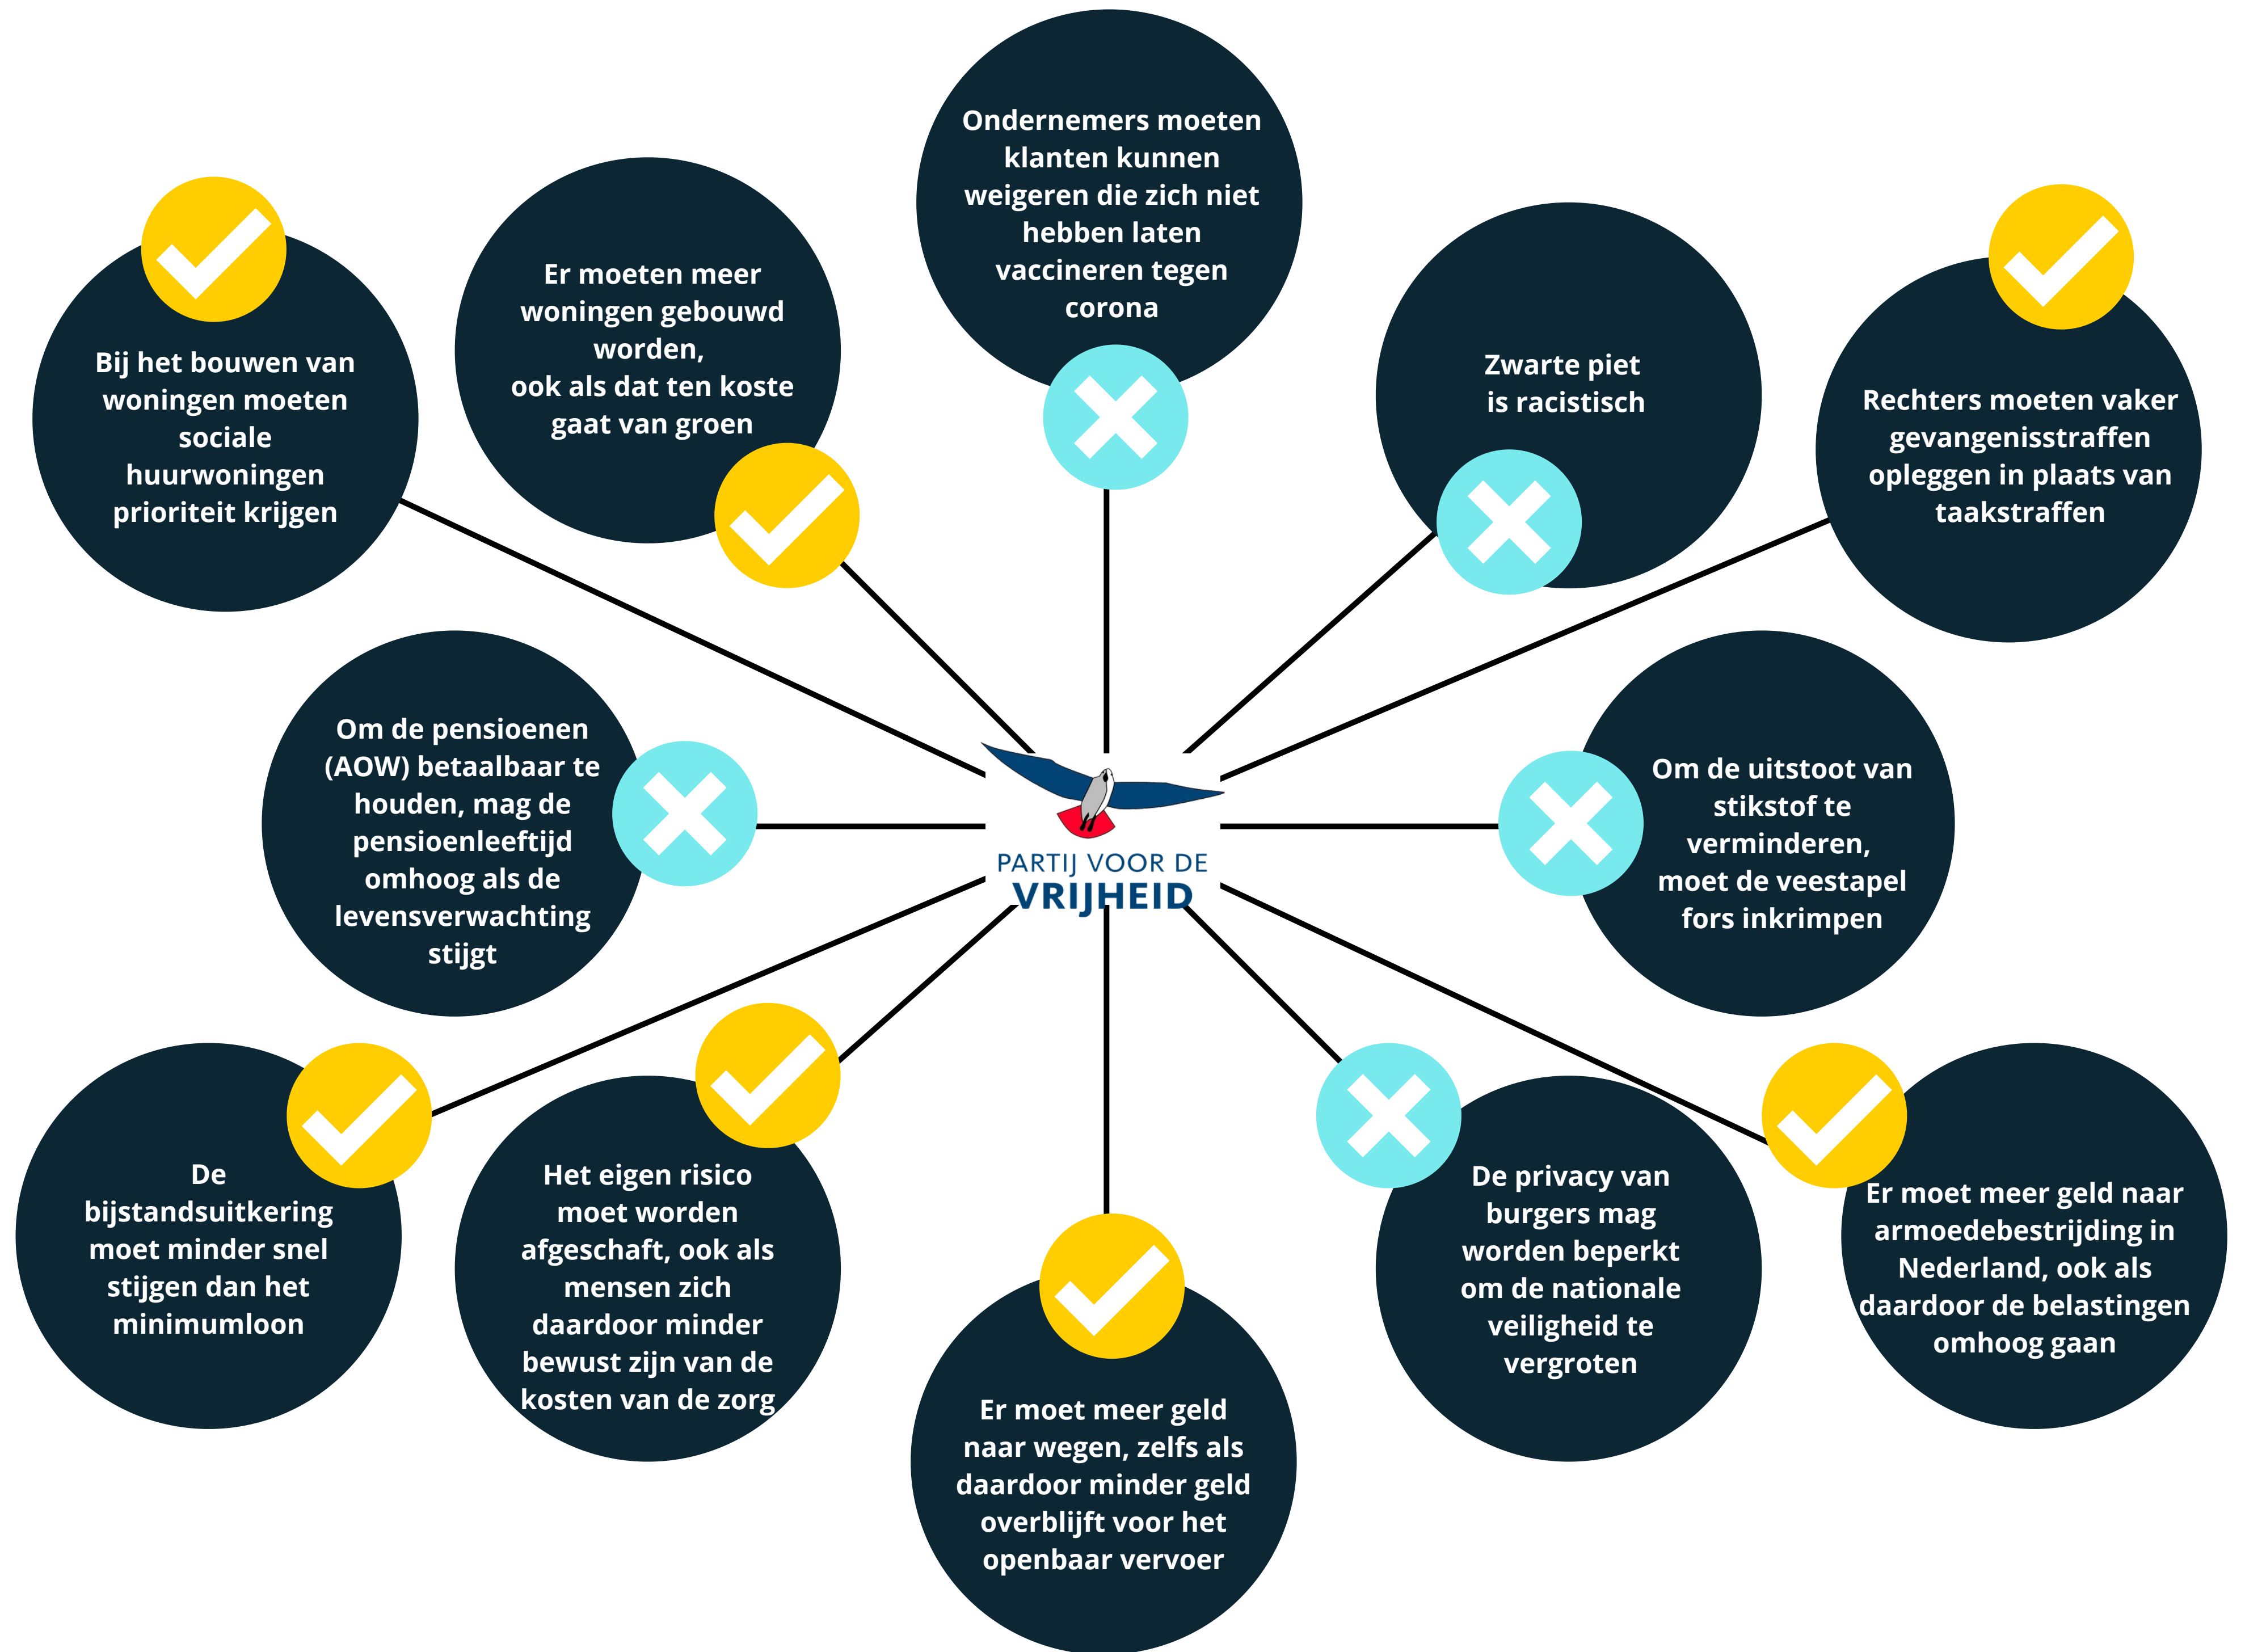 Ondernemers moeten
klanten kunnen
weigeren die zich niet
hebben laten
vaccineren tegen
corona
Er moeten meer
woningen gebouwd
worden,
ook als dat ten koste
gaat van groen
Zwarte piet
is racistisch
Bij het bouwen van
woningen moeten
sociale
huurwoningen
prioriteit krijgen
Rechters moeten vaker
gevangenisstraffen
opleggen in plaats van
taakstraffen
Om de pensioenen
(AOW) betaalbaar te
houden, mag de
pensioenleeftijd
omhoog als de
levensverwachting
stijgt
PARTIJ VOOR DE
VRIJHEID
Om de uitstoot van
stikstof te
verminderen,
moet de veestapel
fors inkrimpen
De
bijstandsuitkering
moet minder snel
stijgen dan het
minimumloon
Het eigen risico
moet worden
afgeschaft, ook als
mensen zich
daardoor minder
bewust zijn van de
kosten van de zorg
Er moet meer geld
naar wegen, zelfs als
daardoor minder geld
overblijft voor het
openbaar vervoer
De privacy van
burgers mag
worden beperkt
om de nationale
veiligheid te
vergroten
Er moet meer geld naar
armoedebestrijding in
Nederland, ook als
daardoor de belastingen
omhoog gaan